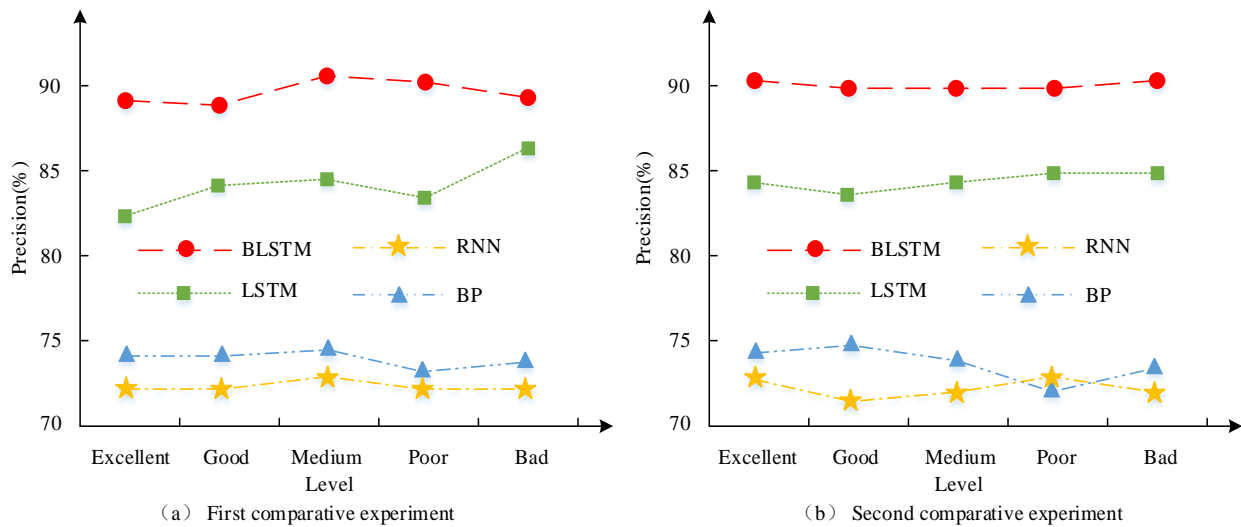 Precision(%)
90
85
80
75
70
BLSTM
RNN
LSTM
BP
Excellent Good Medium Poor Bad
Level
（a） First comparative experiment
Precision(%)
90
85
80
75
70
BLSTM
RNN
LSTM
BP
Excellent Good Medium Poor Bad
Level
（b） Second comparative experiment